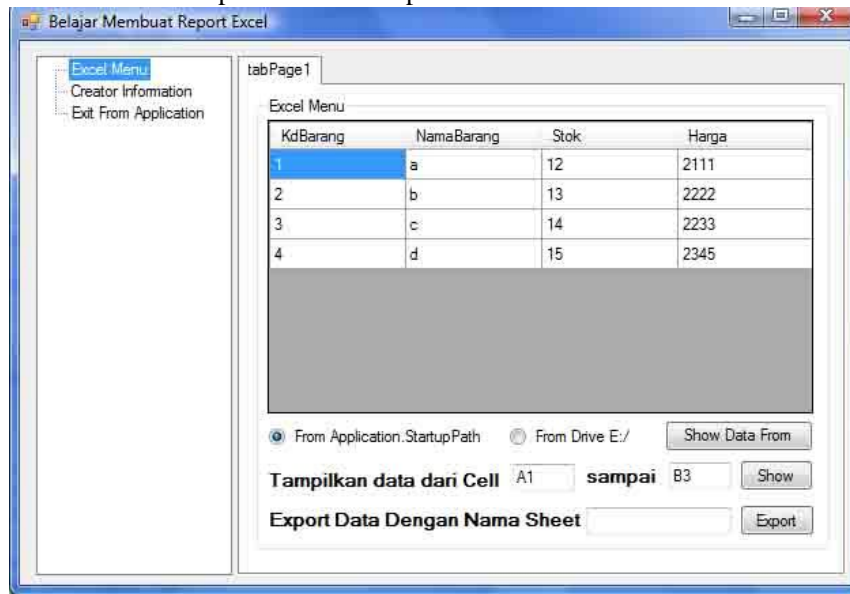 Belajar Membuat Report Excel
Excel Menu
Creator Information
Exit From Application
tabPage1
Excel Menu
KdBarang NamaBarang Stok Harga
1 a 12 2111
2 b 13 2222
3 c 14 2233
4 d 15 2345
From Application.StartupPath From Drive E:/ Show Data From
Tampilkan data dari Cell A1 sampai B3 Show
Export Data Dengan Nama Sheet Export